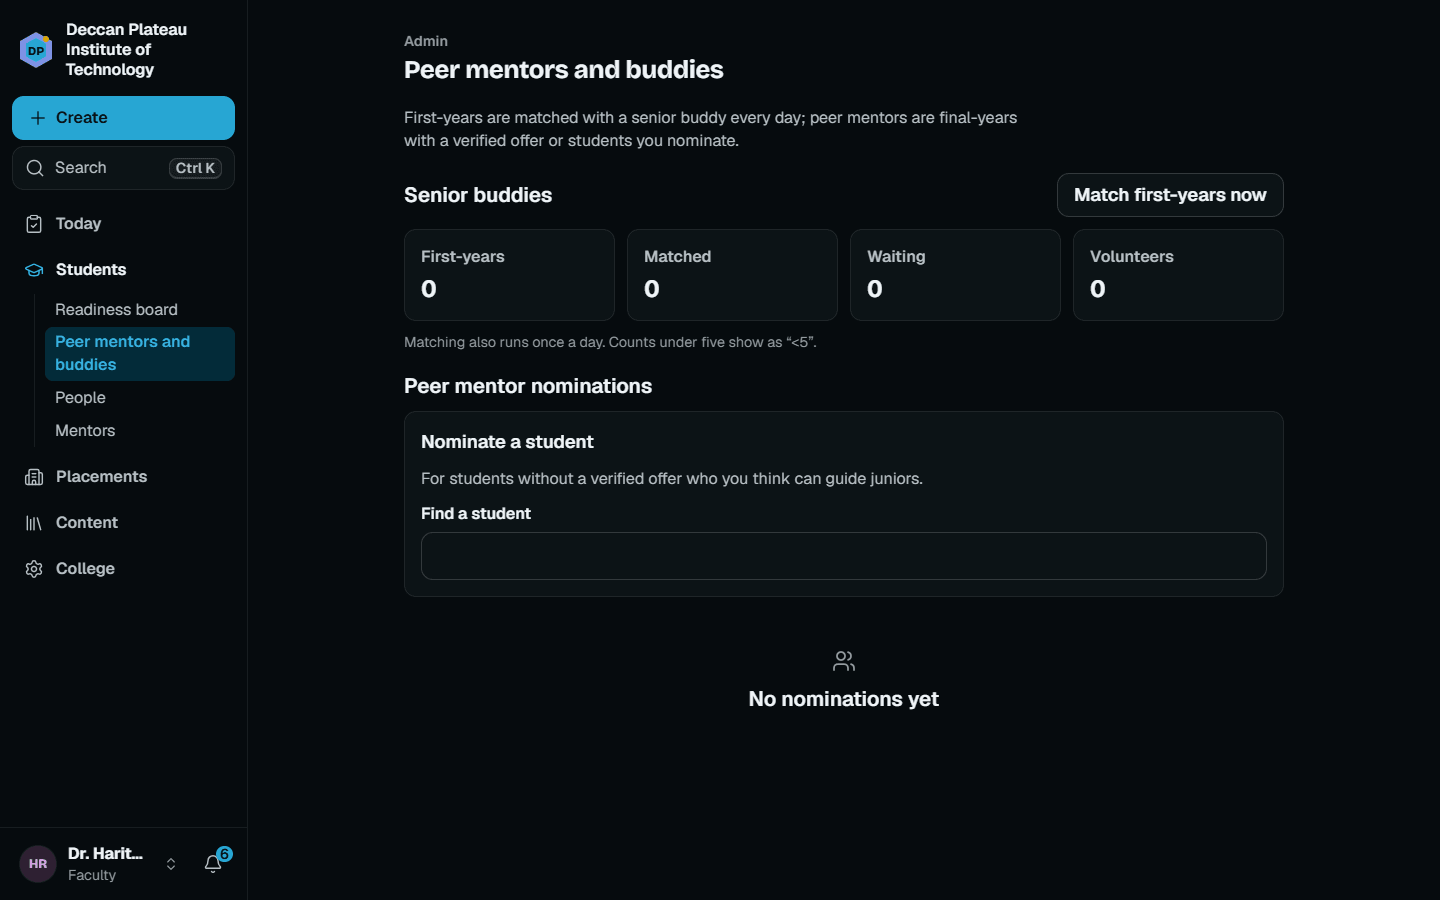 DP
Deccan Plateau
Institute of
Technology
Create
Search
Ctrl K
Today
Students
Readiness board
Peer mentors and
buddies
People
Mentors
Placements
Content
College
HR
Dr. Harit...
Faculty
6
Admin
Peer mentors and buddies
First-years are matched with a senior buddy every day; peer mentors are final-years
with a verified offer or students you nominate.
Senior buddies
Match first-years now
First-years
0
Matched
0
Waiting
0
Volunteers
0
Matching also runs once a day. Counts under five show as “<5”.
Peer mentor nominations
Nominate a student
For students without a verified offer who you think can guide juniors.
Find a student
No nominations yet